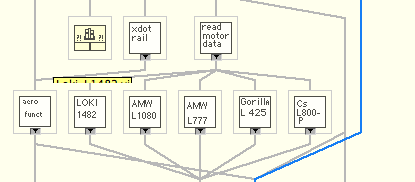 ?! ?!
xdot
rail
read
motor
data
aero
funct
LOKI
1482
AMW
L1080
AMW
L777
Gorilla
L 425
Cs
L800-
P